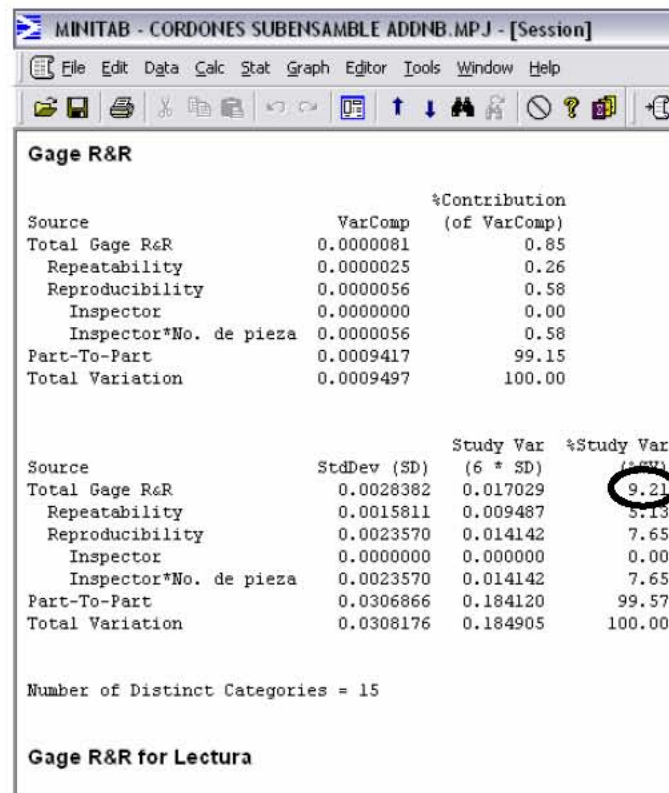 MINITAB - CORDONES SUBENSAMBLE ADDNB.MPJ - [Session]
File Edit Data Calc Stat Graph Editor Tools Window Help
Gage R&R
%Contribution
Source VarComp (of VarComp)
Total Gage R&R 0.0000081 0.85
Repeatability 0.0000025 0.26
Reproducibility 0.0000056 0.58
Inspector 0.0000000 0.00
Inspector*No. de pieza 0.0000056 0.58
Part-To-Part 0.0009417 99.15
Total Variation 0.0009497 100.00
Study Var %Study Var
Source StdDev (SD) (6 * SD) (%SV)
Total Gage R&R 0.0028382 0.017029 9.21
Repeatability 0.0015811 0.009487 5.13
Reproducibility 0.0023570 0.014142 7.65
Inspector 0.0000000 0.000000 0.00
Inspector*No. de pieza 0.0023570 0.014142 7.65
Part-To-Part 0.0306866 0.184120 99.57
Total Variation 0.0308176 0.184905 100.00
Number of Distinct Categories = 15
Gage R&R for Lectura